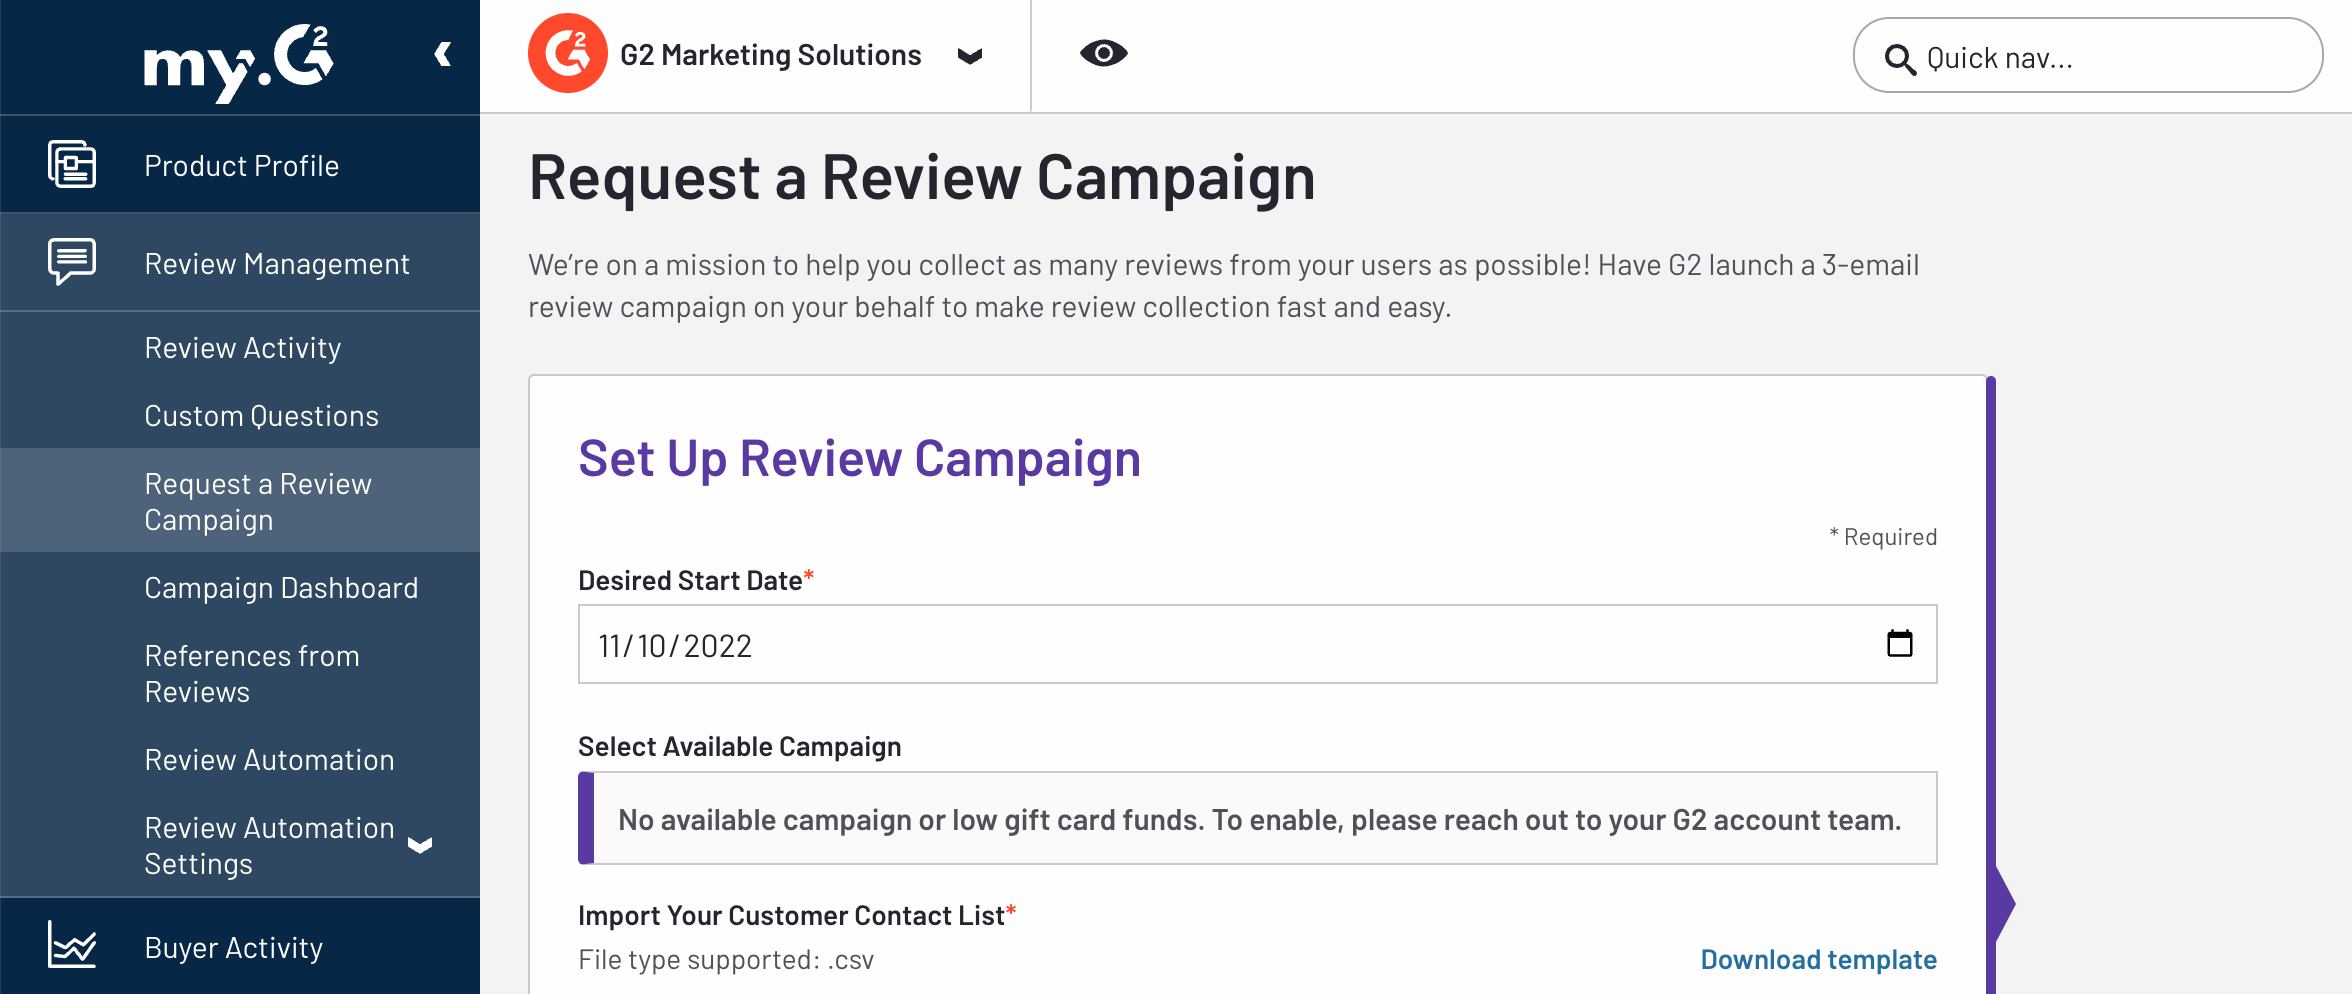 my.G2
G2 Marketing Solutions
Quick nav...
Product Profile
Review Management
Review Activity
Custom Questions
Request a Review
Campaign
Campaign Dashboard
References from
Reviews
Review Automation
Review Automation
Settings
Buyer Activity
Request a Review Campaign
We're on a mission to help you collect as many reviews from your users as possible! Have G2 launch a 3-email
review campaign on your behalf to make review collection fast and easy.
Set Up Review Campaign
* Required
Desired Start Date*
11/10/2022
Select Available Campaign
No available campaign or low gift card funds. To enable, please reach out to your G2 account team.
Import Your Customer Contact List*
File type supported: .csv
Download template